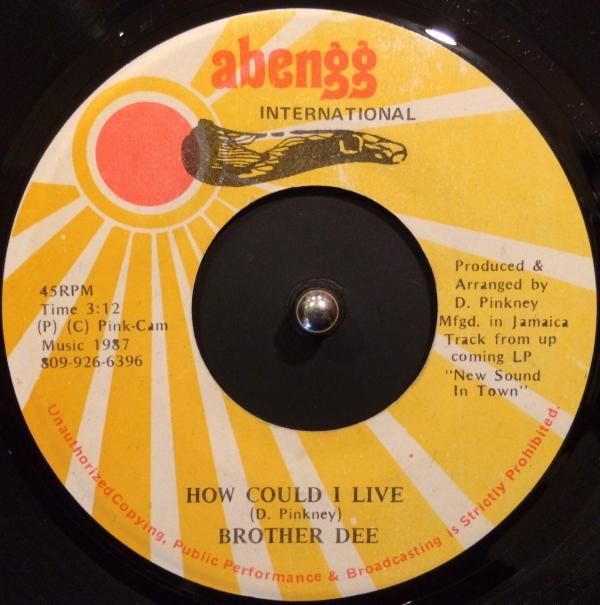 abengg
INTERNATIONAL
45RPM
Time 3:12
(P) (C) Pink-Cam
Music 1987
809-926-6396
Produced &
Arranged by
D. Pinkney
Mfgd. in Jamaica
Track from up
coming LP
"New Sound
In Town"
HOW COULD I LIVE
(D. Pinkney)
BROTHER DEE
Unauthorized Copying, Public Performance & Broadcasting is Strictly Prohibited.